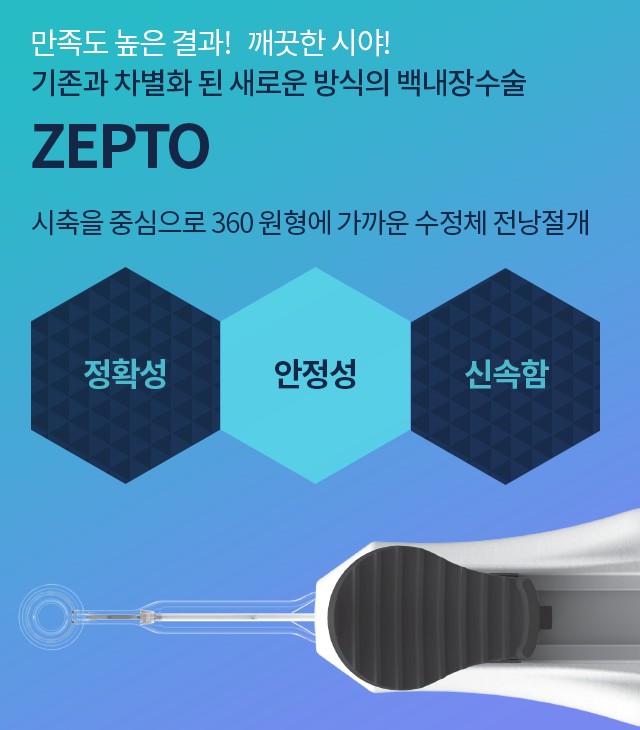 만족도 높은 결과! 깨끗한 시야!
기존과 차별화 된 새로운 방식의 백내장수술
ZEPTO
시축을 중심으로 360 원형에 가까운 수정체 전낭절개
정확성
안정성
신속함